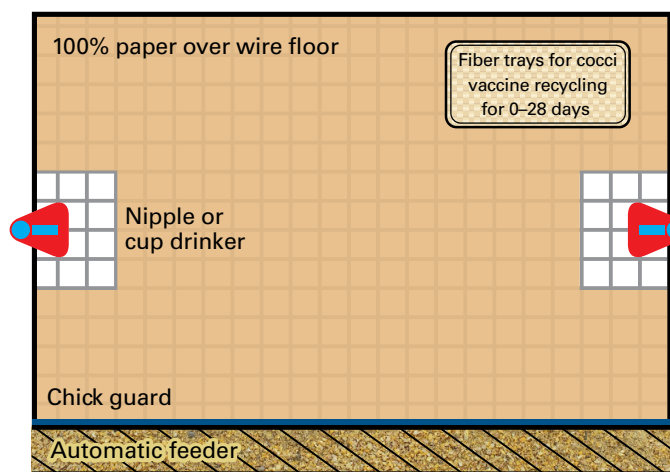 100% paper over wire floor
Fiber trays for cocci
vaccine recycling
for 0–28 days
Nipple or
cup drinker
Chick guard
Automatic feeder